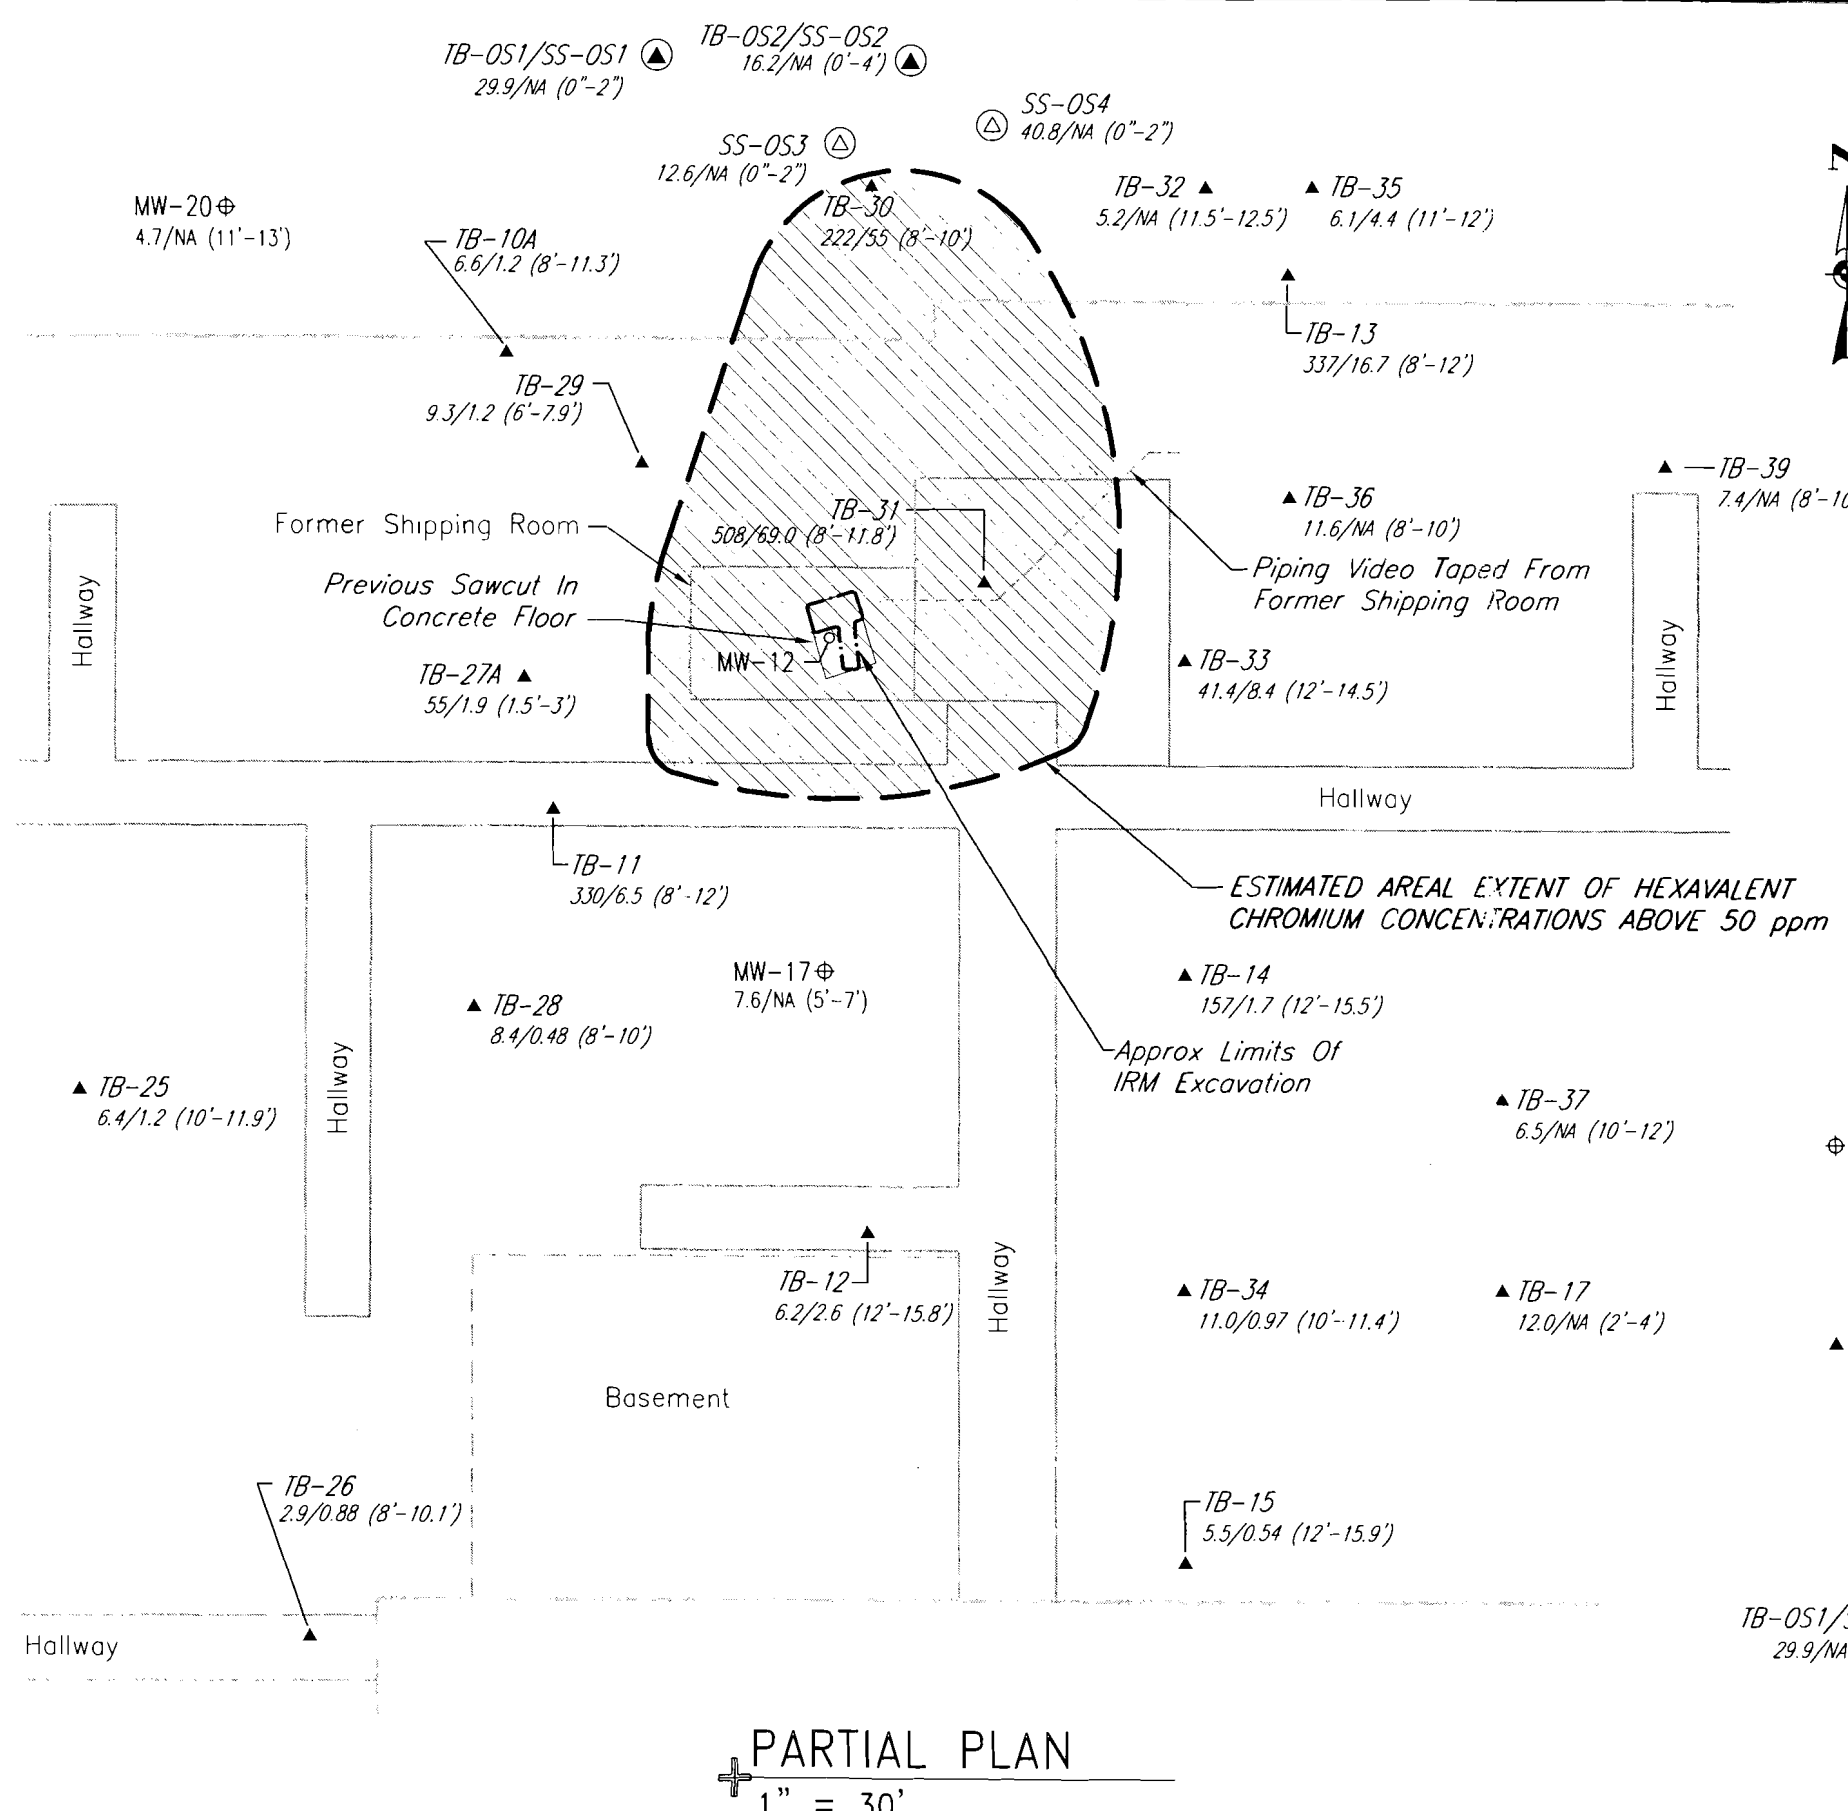 TB-OS1/SS-OS1
29.9/NA (0"-2")
TB-OS2/SS-OS2
16.2/NA (0'-4')
SS-OS4
40.8/NA (0"-2")
SS-OS3
12.6/NA (0"-2")
N
MW-20
4.7/NA (11'-13')
TB-10A
6.6/1.2 (8'-11.3')
TB-30
222/55 (8'-10')
TB-32
5.2/NA (11.5'-12.5')
TB-35
6.1/4.4 (11'-12')
TB-13
337/16.7 (8'-12')
TB-29
9.3/1.2 (6'-7.9')
TB-39
7.4/NA (8'-10
TB-36
11.6/NA (8'-10')
TB-31
508/69.0 (8'-11.8')
Former Shipping Room
Previous Sawcut In
Concrete Floor
Piping Video Taped From
Former Shipping Room
Hallway
Hallway
MW-12
TB-27A
55/1.9 (1.5'-3')
TB-33
41.4/8.4 (12'-14.5')
Hallway
TB-11
330/6.5 (8'-12')
ESTIMATED AREAL EXTENT OF HEXAVALENT
CHROMIUM CONCENTRATIONS ABOVE 50 ppm
MW-17
7.6/NA (5'-7')
TB-14
157/1.7 (12'-15.5')
TB-28
8.4/0.48 (8'-10')
Approx Limits Of
IRM Excavation
TB-25
6.4/1.2 (10'-11.9')
Hallway
TB-37
6.5/NA (10'-12')
TB-12
6.2/2.6 (12'-15.8')
Hallway
TB-34
11.0/0.97 (10'-11.4')
TB-17
12.0/NA (2'-4')
Basement
TB-26
2.9/0.88 (8'-10.1')
TB-15
5.5/0.54 (12'-15.9')
Hallway
TB-OS1/
29.9/NA
PARTIAL PLAN
1" = 30'